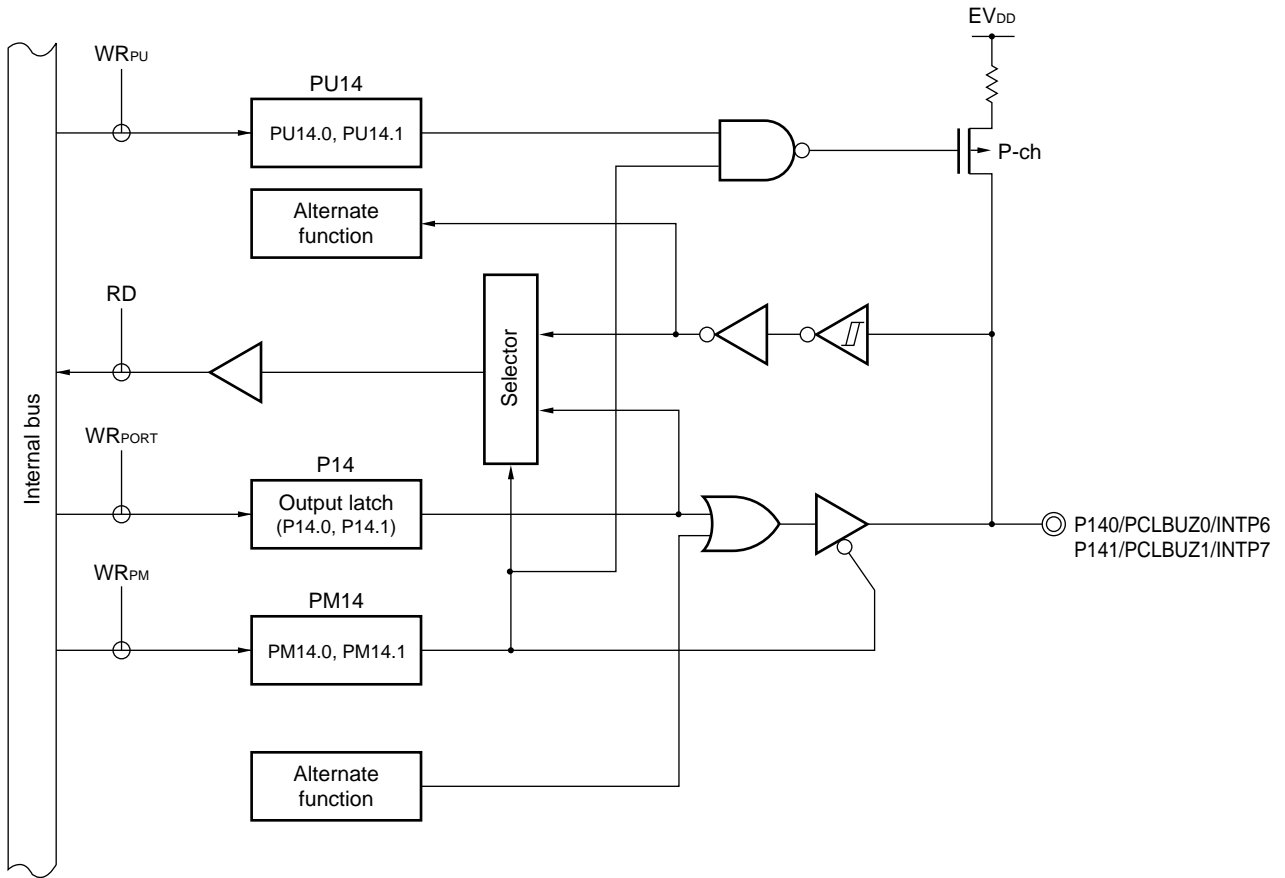 EVDD
WRPU
PU14
PU14.0, PU14.1
P-ch
Alternate
function
RD
Selector
Internal bus
WRPORT
P14
Output latch
(P14.0, P14.1)
P140/PCLBUZ0/INTP6
P141/PCLBUZ1/INTP7
WRPM
PM14
PM14.0, PM14.1
Alternate
function